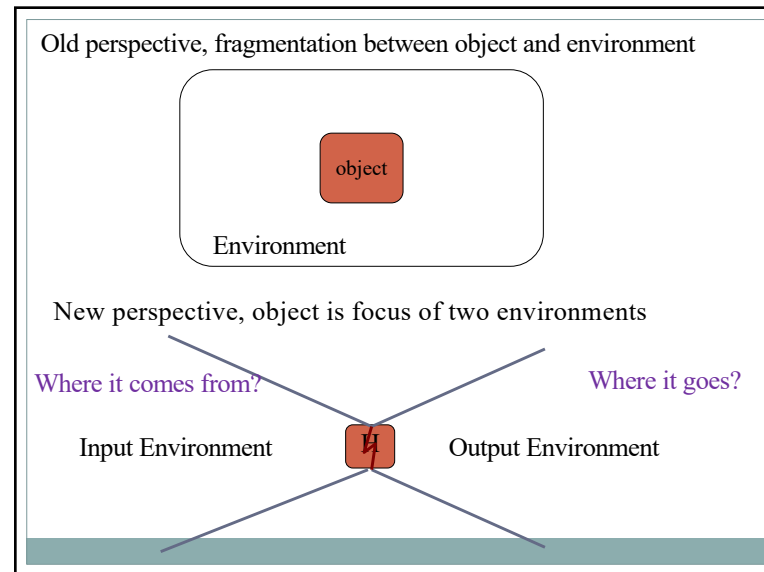 Old perspective, fragmentation between object and environment
object
Environment
New perspective, object is focus of two environments
Where it comes from?
Where it goes?
Input Environment
H
Output Environment